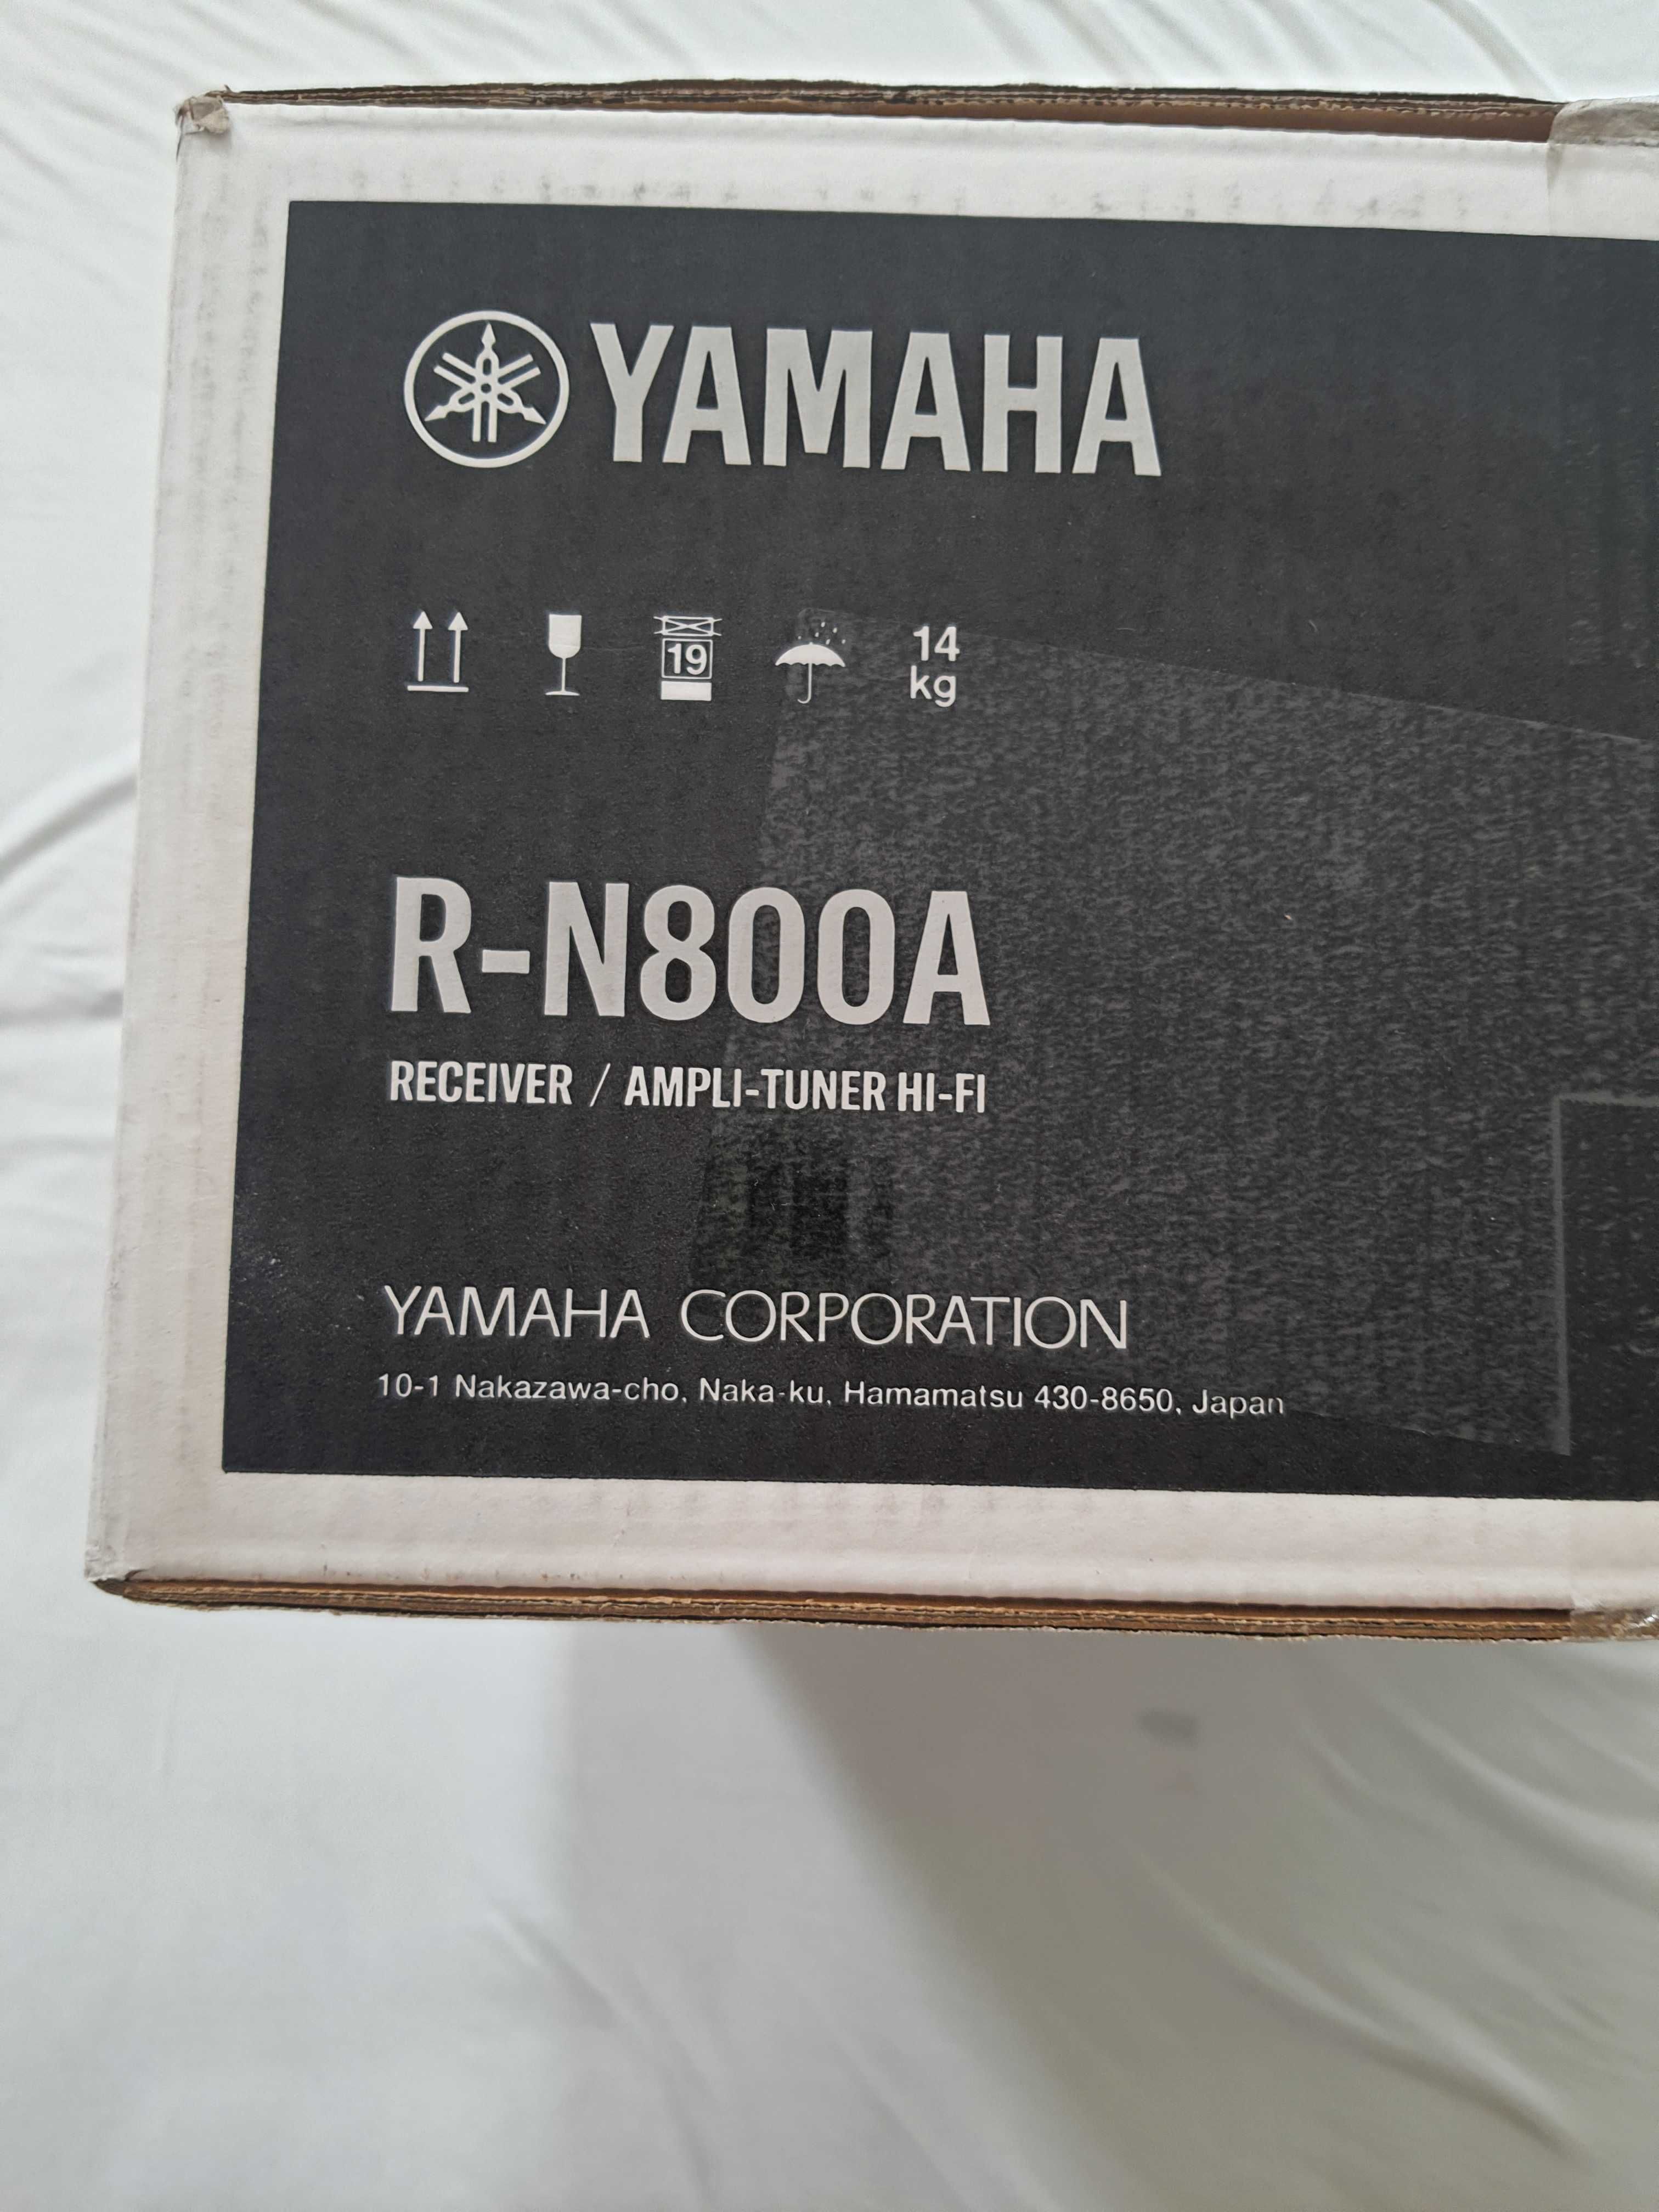 YAMAHA
19
14
kg
R-N800A
RECEIVER / AMPLI-TUNER HI-FI
YAMAHA CORPORATION
10-1 Nakazawa-cho, Naka-ku, Hamamatsu 430-8650, Japan